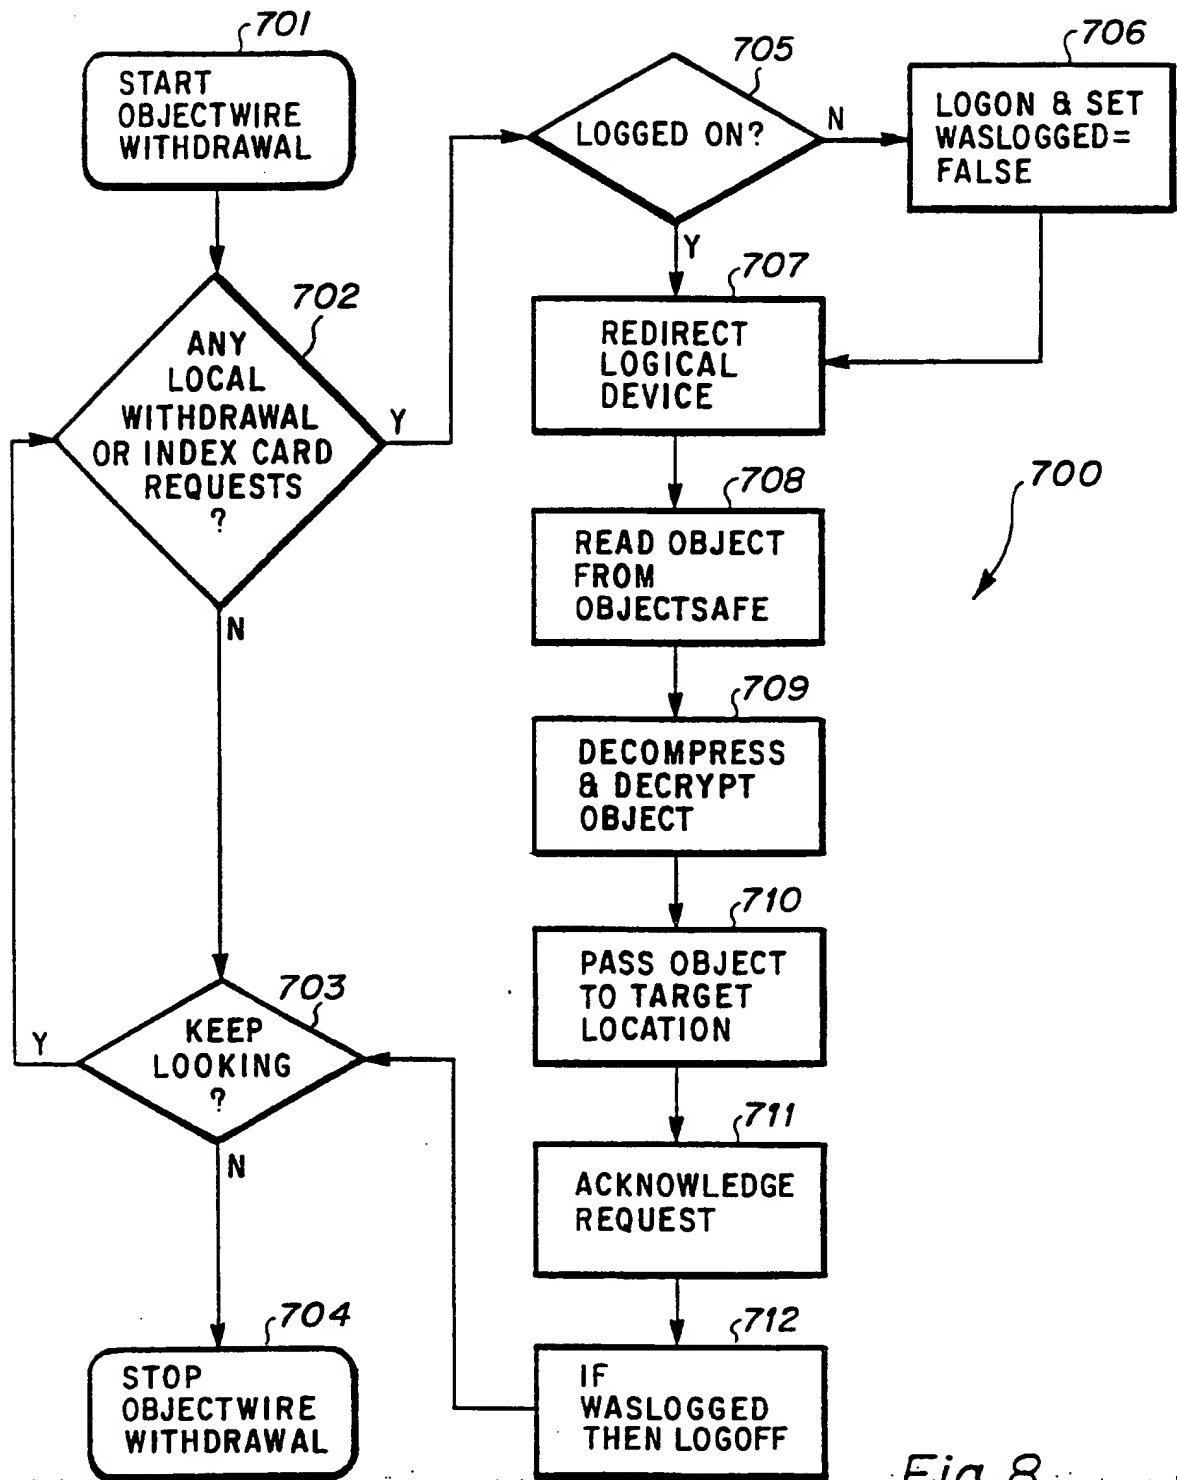 701
START
OBJECTWIRE
WITHDRAWAL
702
ANY
LOCAL
WITHDRAWAL
OR INDEX CARD
REQUESTS
?
Y
N
703
KEEP
LOOKING
?
Y
N
704
STOP
OBJECTWIRE
WITHDRAWAL
705
LOGGED ON?
N
Y
706
LOGON & SET
WASLOGGED=
FALSE
707
REDIRECT
LOGICAL
DEVICE
708
READ OBJECT
FROM
OBJECTSAFE
709
DECOMPRESS
& DECRYPT
OBJECT
710
PASS OBJECT
TO TARGET
LOCATION
711
ACKNOWLEDGE
REQUEST
712
IF
WASLOGGED
THEN LOGOFF
700
Fig. 8